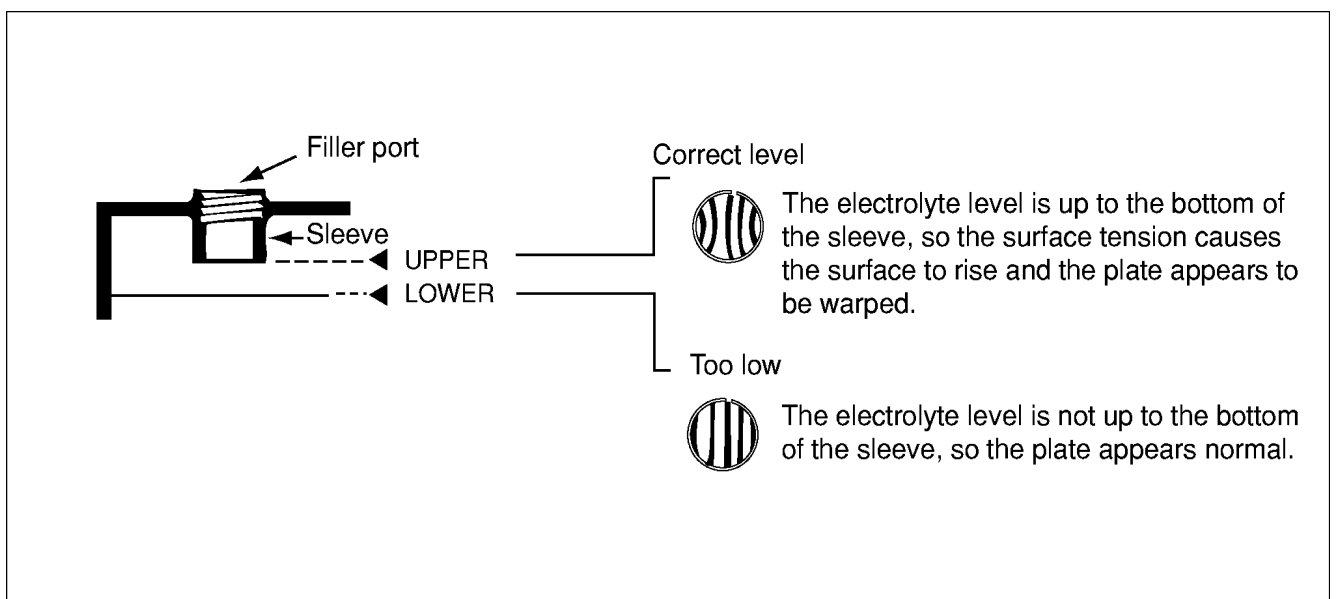 Filler port
Sleeve
UPPER
LOWER
Correct level
The electrolyte level is up to the bottom of
the sleeve, so the surface tension causes
the surface to rise and the plate appears to
be warped.
Too low
The electrolyte level is not up to the bottom
of the sleeve, so the plate appears normal.